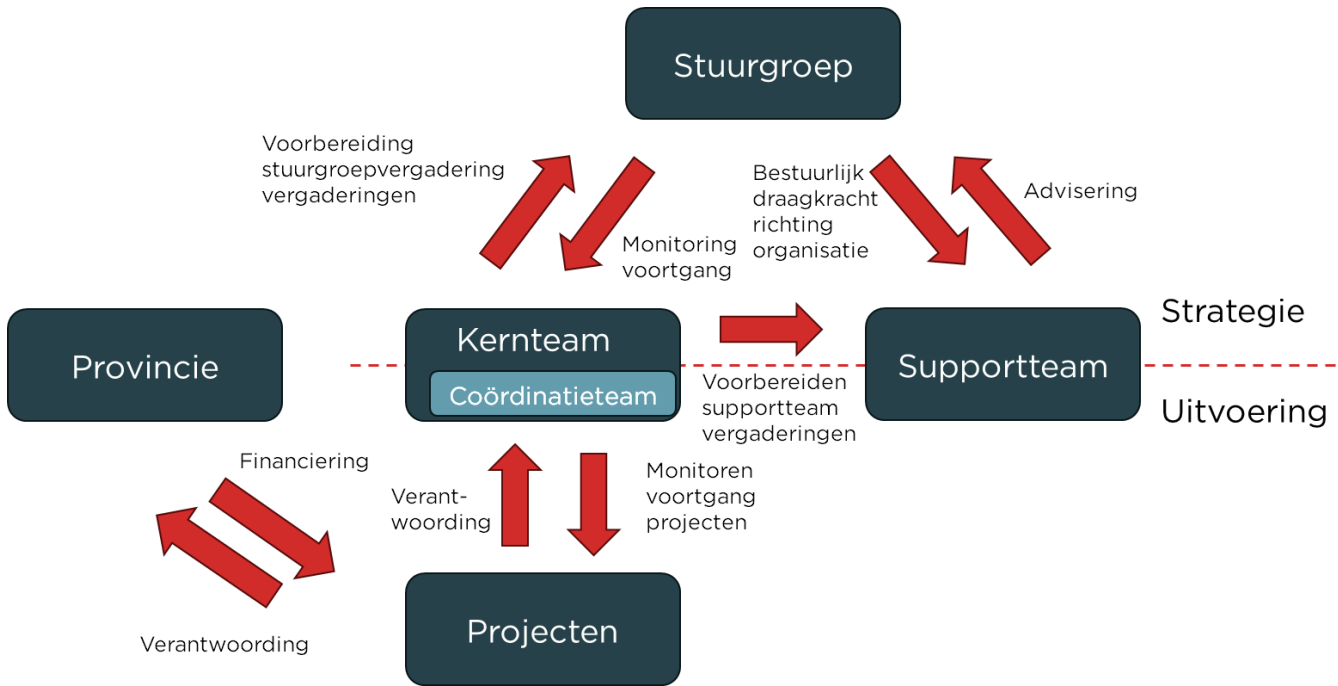 Stuurgroep
Voorbereiding
stuurgroepvergadering
vergaderingen
Monitoring
voortgang
Bestuurlijk
draagkracht
richting
organisatie
Advisering
Provincie
Kernteam
Coördinatieteam
Supportteam
Strategie
Uitvoering
Voorbereiden
supportteam
vergaderingen
Financiering
Verant-
woording
Monitoren
voortgang
projecten
Verantwoording
Projecten